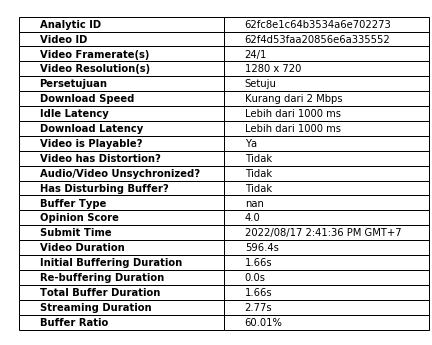 Analytic ID 62fc8e1c64b3534a6e702273
Video ID 62f4d53faa20856e6a335552
Video Framerate(s) 24/1
Video Resolution(s) 1280 x 720
Persetujuan Setuju
Download Speed Kurang dari 2 Mbps
Idle Latency Lebih dari 1000 ms
Download Latency Lebih dari 1000 ms
Video is Playable? Ya
Video has Distortion? Tidak
Audio/Video Unsychronized? Tidak
Has Disturbing Buffer? Tidak
Buffer Type nan
Opinion Score 4.0
Submit Time 2022/08/17 2:41:36 PM GMT+7
Video Duration 596.4s
Initial Buffering Duration 1.66s
Re-buffering Duration 0.0s
Total Buffer Duration 1.66s
Streaming Duration 2.77s
Buffer Ratio 60.01%